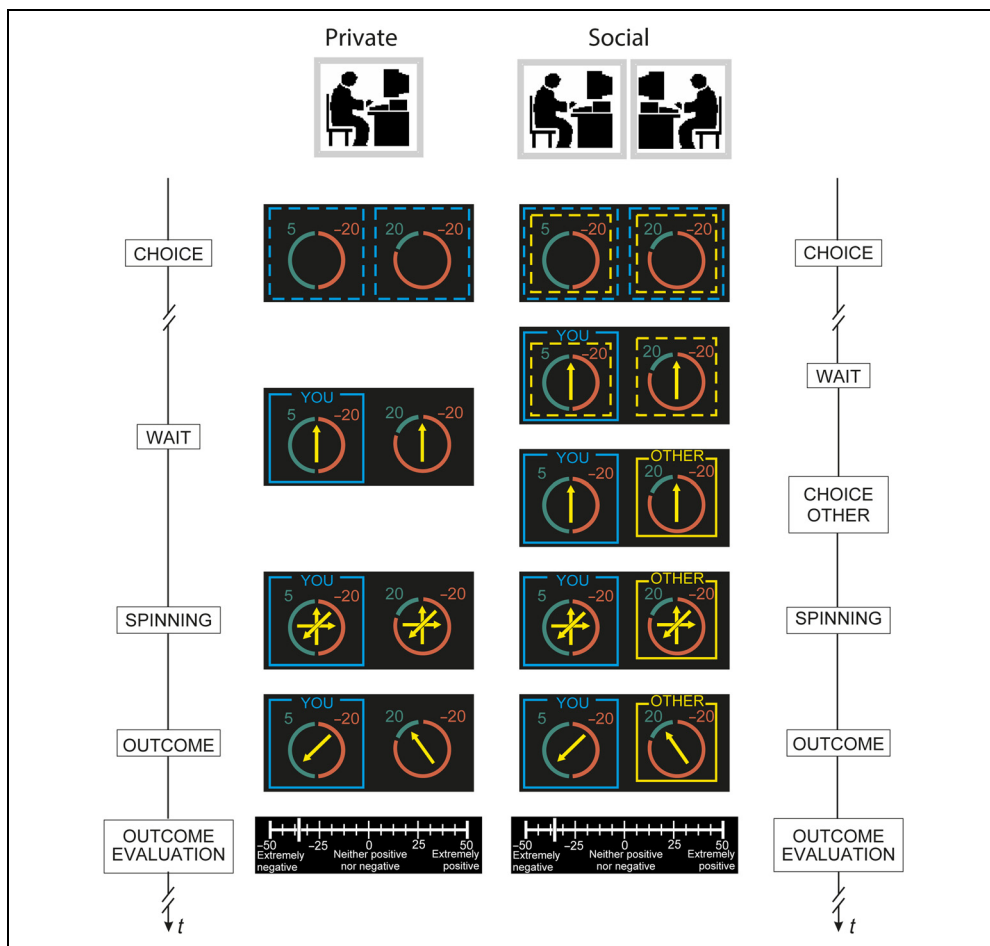 Private Social
CHOICE 5 –20 20 –20 5 –20 20 –20 CHOICE
YOU
5 –20 20 –20
WAIT
YOU
5 –20 20 –20
WAIT
YOU OTHER
5 –20 20 –20
CHOICE
OTHER
YOU YOU OTHER
5 –20 20 –20 5 –20 20 –20
SPINNING SPINNING
YOU YOU OTHER
5 –20 20 –20 5 –20 20 –20
OUTCOME OUTCOME
OUTCOME
EVALUATION
–50 –25 0 25 50
Extremely Neither positive Extremely
negative nor negative positive
–50 –25 0 25 50
Extremely Neither positive Extremely
negative nor negative positive
OUTCOME
EVALUATION
t t